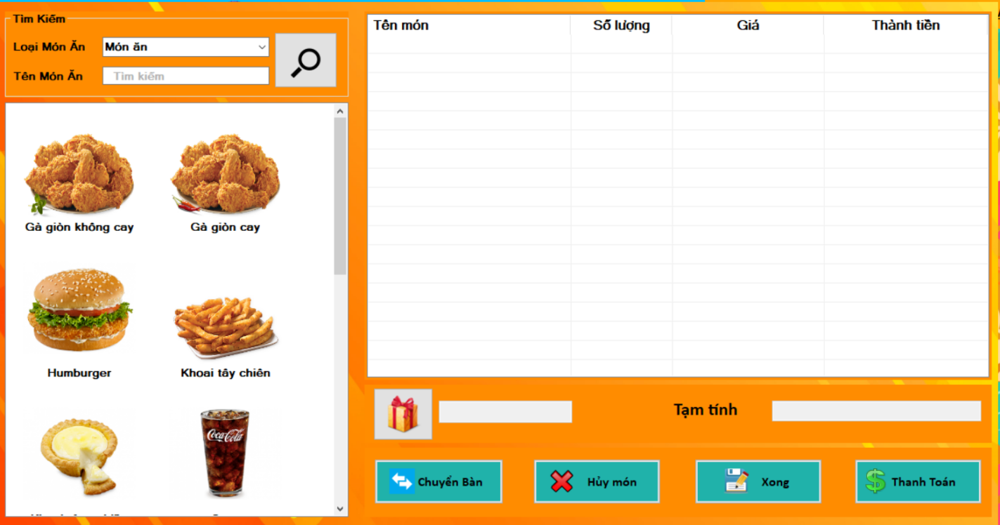 Tìm Kiếm
Loại Món Ăn
Món ăn
Tên Món Ăn
Tìm kiếm
Gà giòn không cay
Gà giòn cay
Humburger
Khoai tây chiên
Coca-Cola
Tên món
Số lượng
Giá
Thành tiền
Tạm tính
Chuyển Bàn
Hủy món
Xong
Thanh Toán